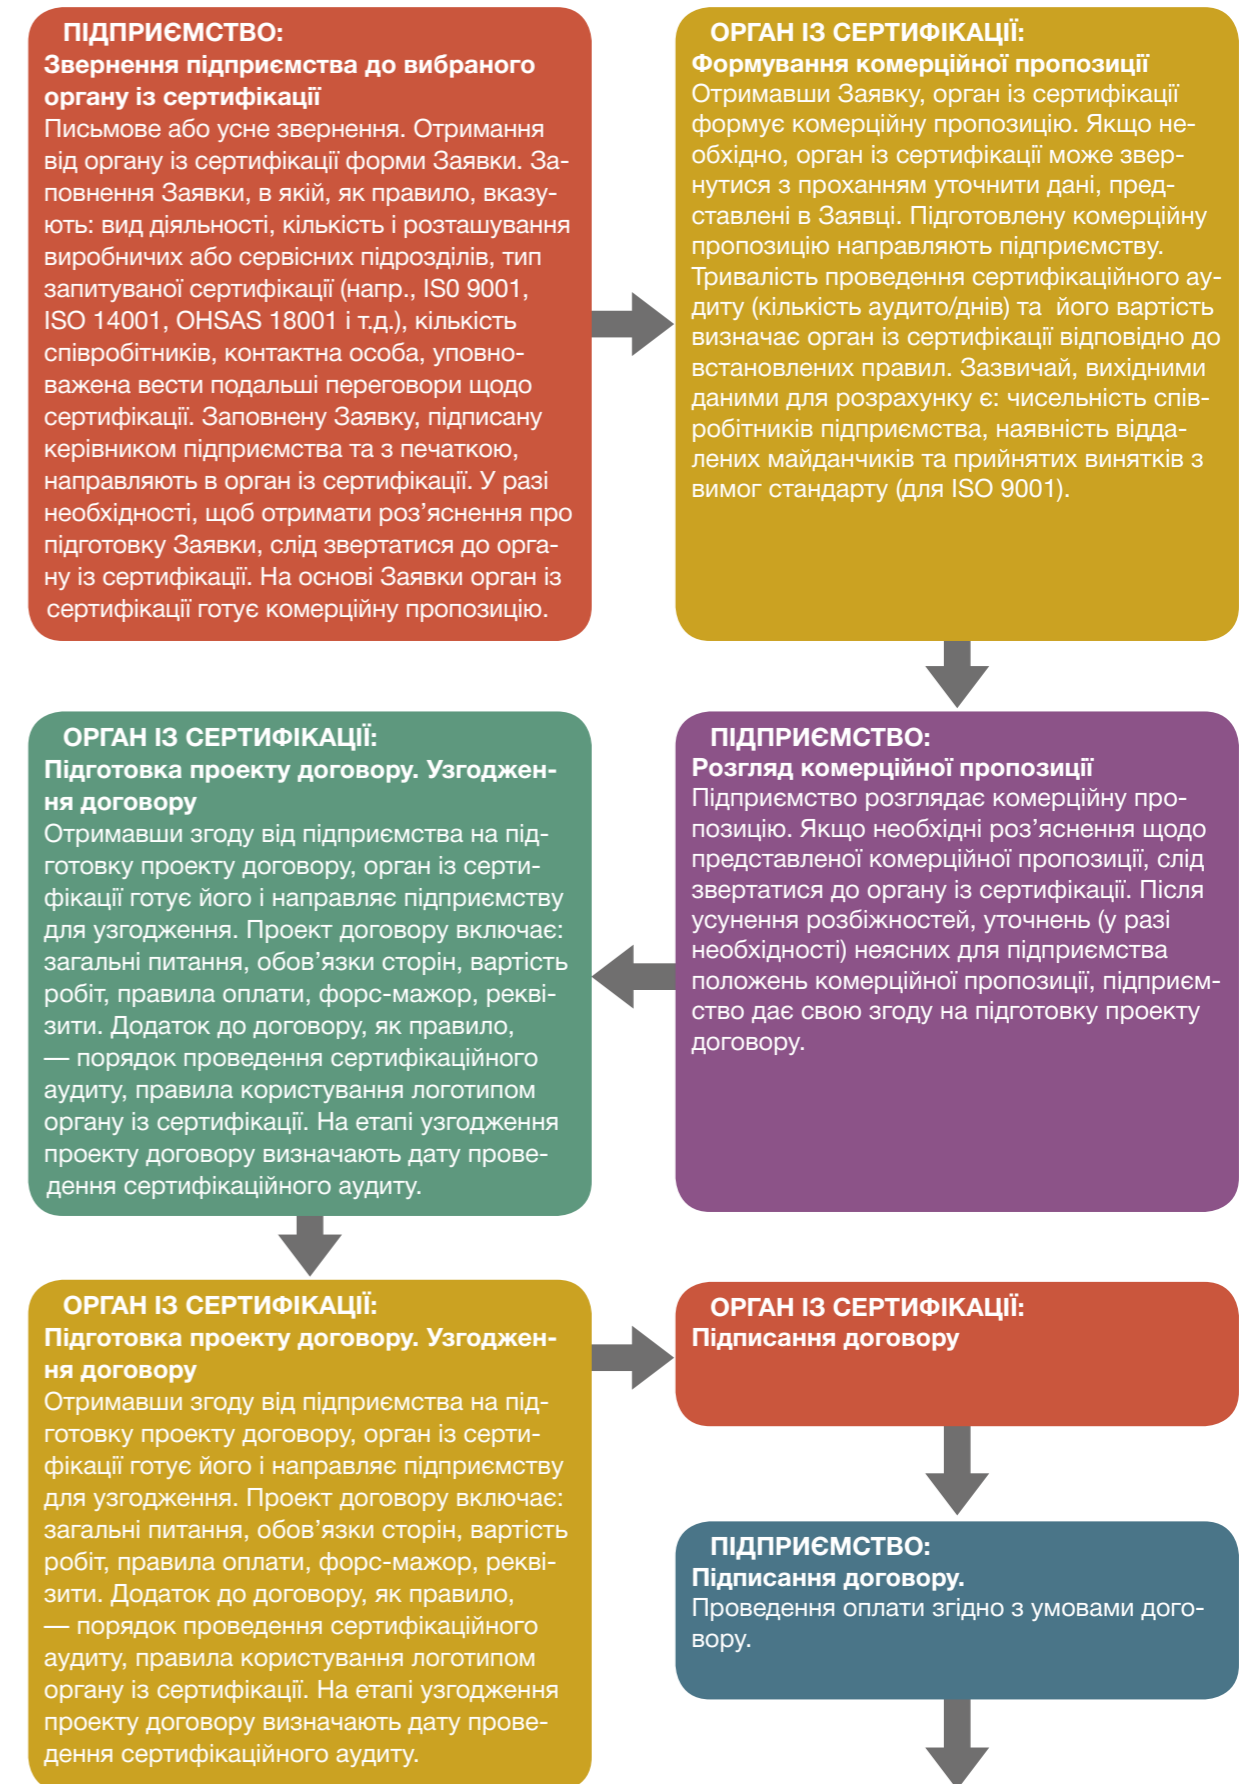 ПІДПРИЄМСТВО:
Звернення підприємства до вибраного
органу із сертифікації
Письмове або усне звернення. Отримання
від органу із сертифікації форми Заявки. За-
повнення Заявки, в якій, як правило, вказу-
ють: вид діяльності, кількість і розташування
виробничих або сервісних підрозділів, тип
запитуваної сертифікації (напр., IS0 9001,
ISO 14001, OHSAS 18001 і т.д.), кількість
співробітників, контактна особа, уповно-
важена вести подальші переговори щодо
сертифікації. Заповнену Заявку, підписану
керівником підприємства та з печаткою,
направляють в орган із сертифікації. У разі
необхідності, щоб отримати роз’яснення про
підготовку Заявки, слід звертатися до орга-
ну із сертифікації. На основі Заявки орган із
сертифікації готує комерційну пропозицію.
ОРГАН ІЗ СЕРТИФІКАЦІЇ:
Формування комерційної пропозиції
Отримавши Заявку, орган із сертифікації
формує комерційну пропозицію. Якщо не-
обхідно, орган із сертифікації може звер-
нутися з проханням уточнити дані, пред-
ставлені в Заявці. Підготовлену комерційну
пропозицію направляють підприємству.
Тривалість проведення сертифікаційного ау-
диту (кількість аудито/днів) та його вартість
визначає орган із сертифікації відповідно до
встановлених правил. Зазвичай, вихідними
даними для розрахунку є: чисельність спів-
робітників підприємства, наявність відда-
лених майданчиків та прийнятих винятків з
вимог стандарту (для ISO 9001).
ПІДПРИЄМСТВО:
Розгляд комерційної пропозиції
Підприємство розглядає комерційну про-
позицію. Якщо необхідні роз’яснення щодо
представленої комерційної пропозиції, слід
звертатися до органу із сертифікації. Після
усунення розбіжностей, уточнень (у разі
необхідності) неясних для підприємства
положень комерційної пропозиції, підприєм-
ство дає свою згоду на підготовку проекту
договору.
ОРГАН ІЗ СЕРТИФІКАЦІЇ:
Підготовка проекту договору. Узгоджен-
ня договору
Отримавши згоду від підприємства на під-
готовку проекту договору, орган із серти-
фікації готує його і направляє підприємству
для узгодження. Проект договору включає:
загальні питання, обов’язки сторін, вартість
робіт, правила оплати, форс-мажор, рекві-
зити. Додаток до договору, як правило,
— порядок проведення сертифікаційного
аудиту, правила користування логотипом
органу із сертифікації. На етапі узгодження
проекту договору визначають дату прове-
дення сертифікаційного аудиту.
ОРГАН ІЗ СЕРТИФІКАЦІЇ:
Підготовка проекту договору. Узгоджен-
ня договору
Отримавши згоду від підприємства на під-
готовку проекту договору, орган із серти-
фікації готує його і направляє підприємству
для узгодження. Проект договору включає:
загальні питання, обов’язки сторін, вартість
робіт, правила оплати, форс-мажор, рекві-
зити. Додаток до договору, як правило,
— порядок проведення сертифікаційного
аудиту, правила користування логотипом
органу із сертифікації. На етапі узгодження
проекту договору визначають дату прове-
дення сертифікаційного аудиту.
ОРГАН ІЗ СЕРТИФІКАЦІЇ:
Підписання договору
ПІДПРИЄМСТВО:
Підписання договору.
Проведення оплати згідно з умовами дого-
вору.